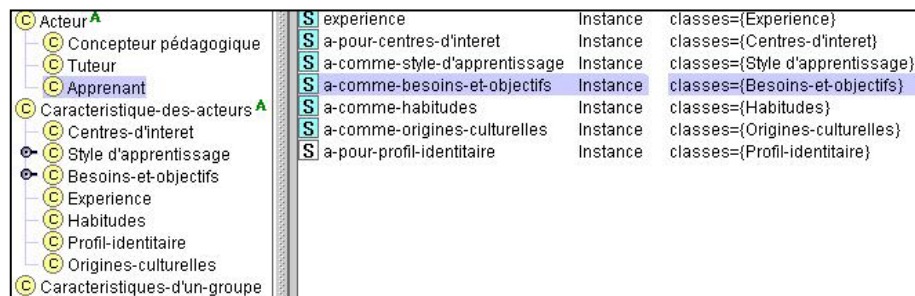 Acteur A
Concepteur pédagogique
Tuteur
Apprenant
Caracteristique-des-acteurs A
Centres-d'interet
Style d'apprentissage
Besoins-et-objectifs
Experience
Habitudes
Profil-identitaire
Origines-culturelles
Caracteristiques-d'un-groupe
S experience Instance classes={Experience}
S a-pour-centres-d'interet Instance classes={Centres-d'interet}
S a-comme-style-d'apprentissage Instance classes={Style d'apprentissage}
S a-comme-besoins-et-objectifs Instance classes={Besoins-et-objectifs}
S a-comme-habitudes Instance classes={Habitudes}
S a-comme-origines-culturelles Instance classes={Origines-culturelles}
S a-pour-profil-identitaire Instance classes={Profil-identitaire}